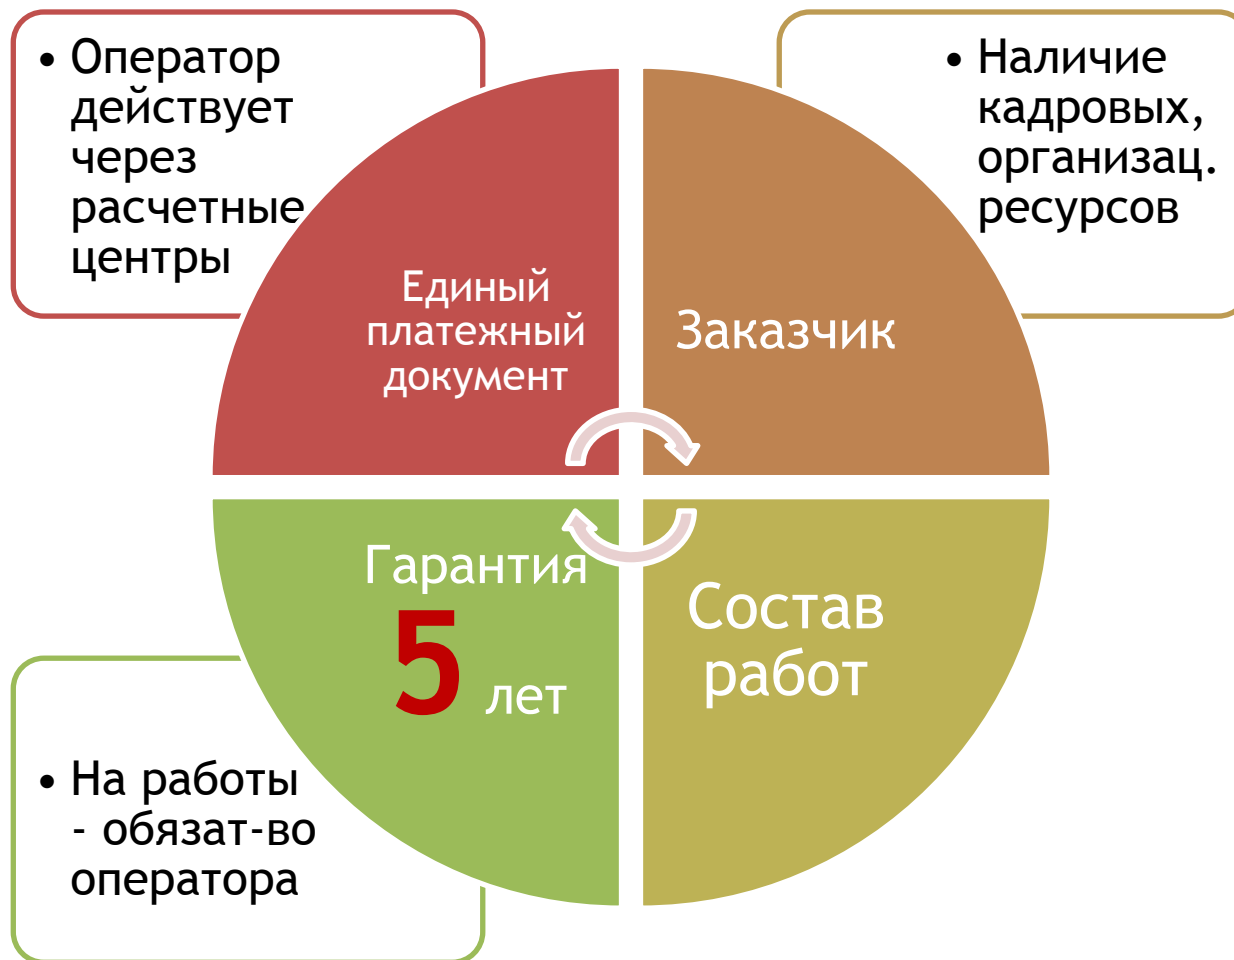 • Оператор
действует
через
расчетные
центры
• Наличие
кадровых,
организац.
ресурсов
Единый
платежный
документ
Заказчик
Гарантия
5 лет
Состав
работ
• На работы
- обязат-во
оператора